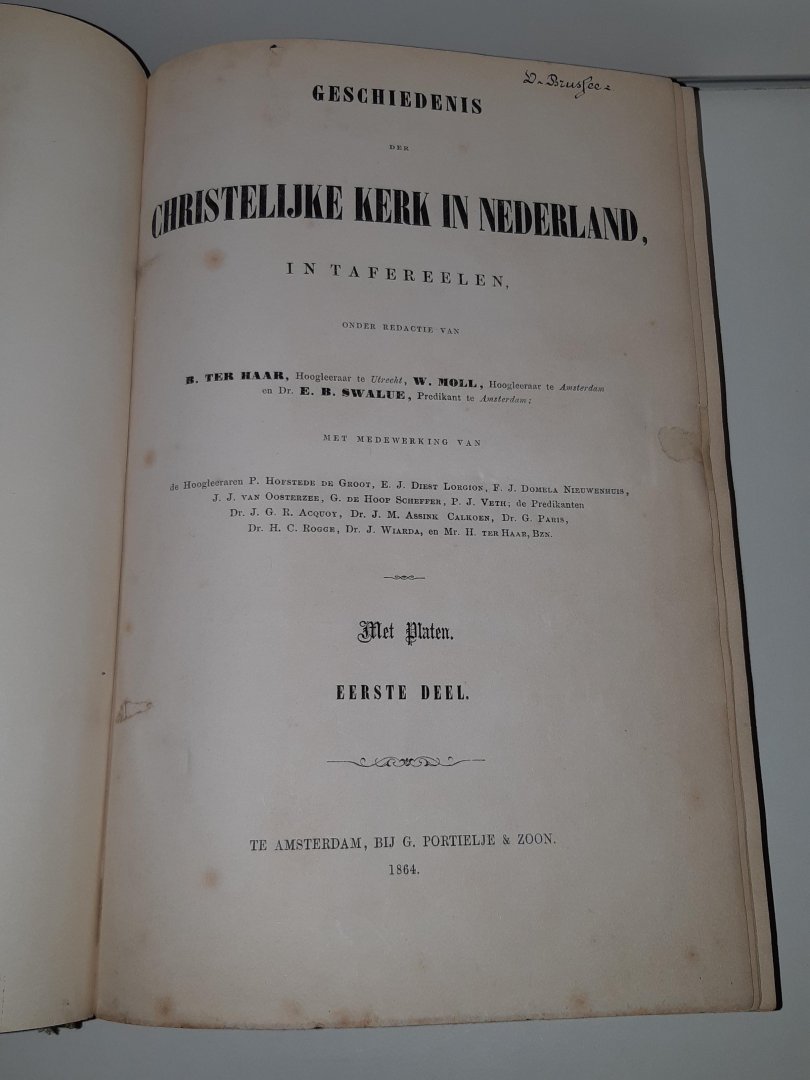 D. Brussee.
GESCHIEDENIS
DER
CHRISTELIJKE KERK IN NEDERLAND,
IN TAFEREELEN,
ONDER REDACTIE VAN
B. TER HAAR, Hoogleeraar te Utrecht, W. MOLL, Hoogleeraar te Amsterdam
en Dr. E. B. SWALUE, Predikant te Amsterdam;
MET MEDEWERKING VAN
de Hoogleeraren P. HOFSTEDE DE GROOT, E. J. DIEST LORGION, F. J. DOMELA NIEUWENHUIS,
J. J. VAN OOSTERZEE, G. DE HOOP SCHEFFER, P. J. VETH; de Predikanten
Dr. J. G. R. ACQUOY, Dr. J. M. ASSINK CALKOEN, Dr. G. PARIS,
Dr. H. C. ROGGE, Dr. J. WIARDA, en Mr. H. TER HAAR, BZN.
Met Platen.
EERSTE DEEL.
TE AMSTERDAM, BIJ G. PORTIELJE & ZOON.
1864.